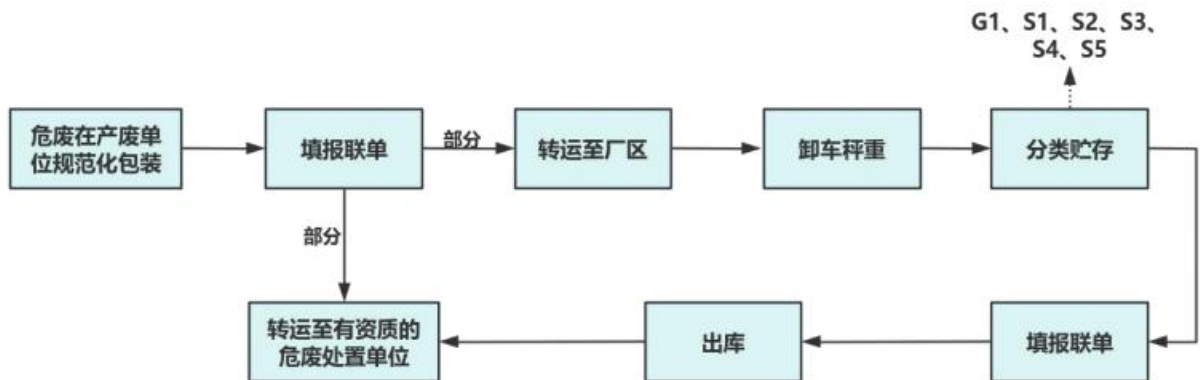 G1、S1、S2、S3、
S4、S5
危废在产废单
位规范化包装
填报联单
部分
转运至厂区
卸车秤重
分类贮存
部分
转运至有资质的
危废处置单位
出库
填报联单